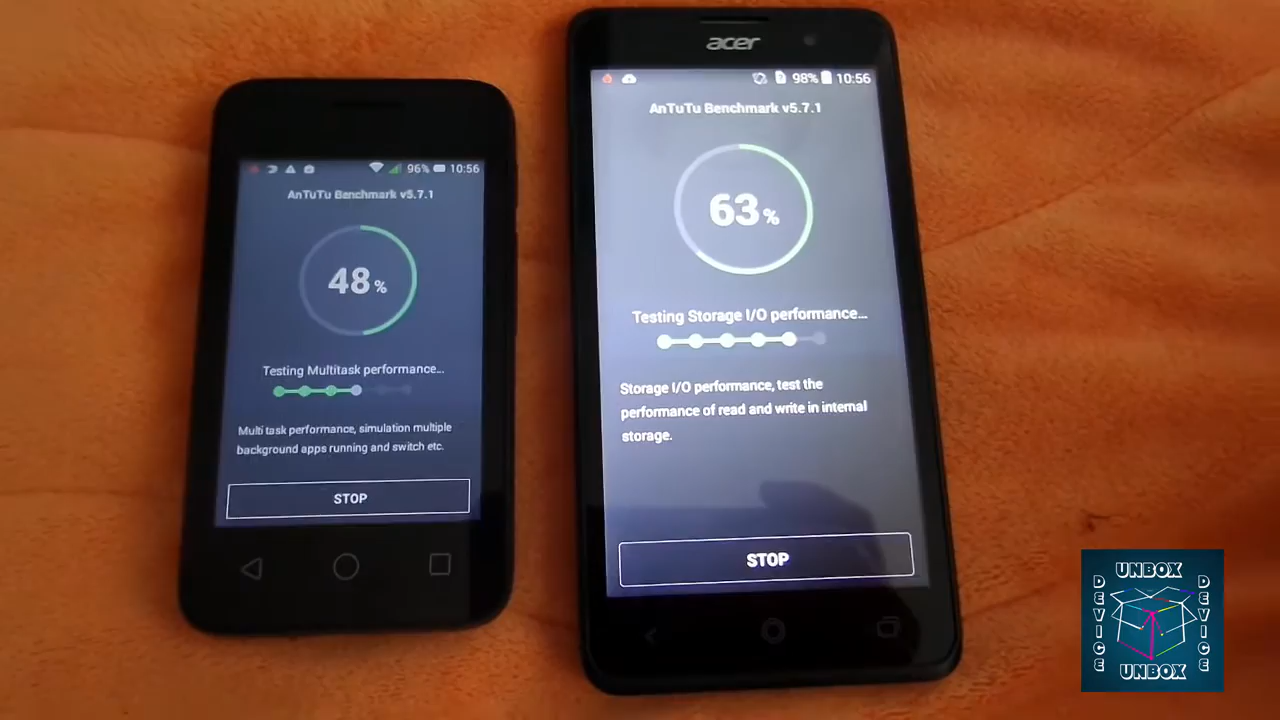 96% 10:56
AnTuTu Benchmark v5.7.1
48%
Testing Multitask performance...
Multi task performance, simulation multiple
background apps running and switch etc.
STOP
acer
98% 10:56
AnTuTu Benchmark v5.7.1
63%
Testing Storage I/O performance...
Storage I/O performance, test the
performance of read and write in internal
storage.
STOP
UNBOX
DEVICE
DEVICE
UNBOX